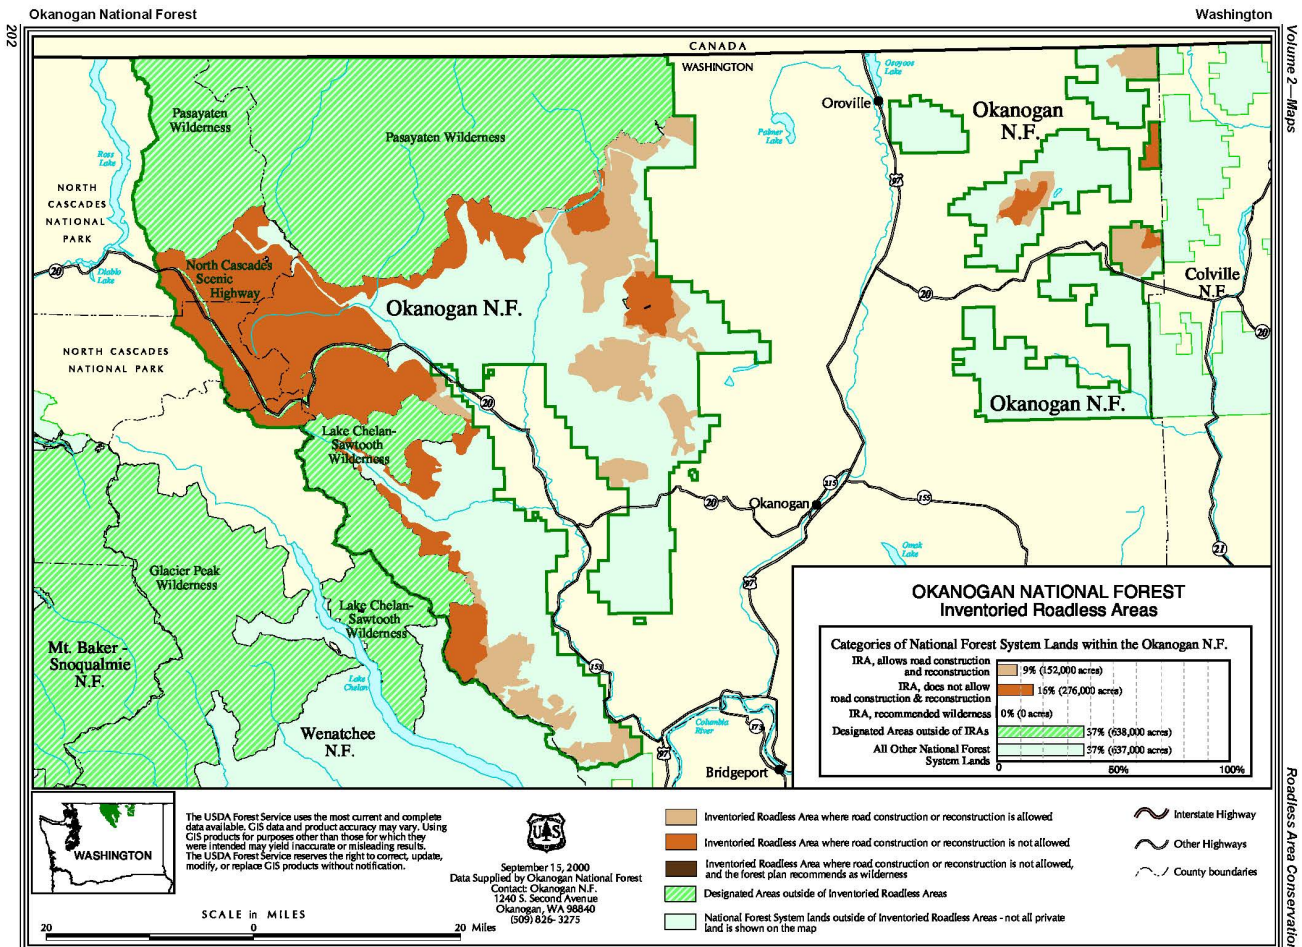 Okanogan National Forest
Washington
202
Volume 2—Maps
Roadless Area Conservation
CANADA
WASHINGTON
Pasayten
Wilderness
Pasayten Wilderness
Ross
Lake
NORTH
CASCADES
NATIONAL
PARK
20
Diablo
Lake
North Cascades
Scenic
Highway
NORTH CASCADES
NATIONAL PARK
Okanogan N.F.
Palmer
Lake
Osoyoos
Lake
Oroville
97
Okanogan
N.F.
20
Colville
N.F.
20
Okanogan N.F.
20
Lake Chelan-
Sawtooth
Wilderness
20
Okanogan
215
155
Omak
Lake
21
97
Glacier Peak
Wilderness
Lake Chelan-
Sawtooth
Wilderness
Mt. Baker -
Snoqualmie
N.F.
Lake
Chelan
Wenatchee
N.F.
153
97
Columbia
River
173
Bridgeport
OKANOGAN NATIONAL FOREST
Inventoried Roadless Areas
Categories of National Forest System Lands within the Okanogan N.F.
IRA, allows road construction
and reconstruction
9% (152,000 acres)
IRA, does not allow
road construction & reconstruction
16% (276,000 acres)
IRA, recommended wilderness
0% (0 acres)
Designated Areas outside of IRAs
37% (638,000 acres)
All Other National Forest
System Lands
37% (637,000 acres)
0 50% 100%
WASHINGTON
The USDA Forest Service uses the most current and complete
data available. GIS data and product accuracy may vary. Using
GIS products for purposes other than those for which they
were intended may yield inaccurate or misleading results.
The USDA Forest Service reserves the right to correct, update,
modify, or replace GIS products without notification.
U S
September 15, 2000
Data Supplied by Okanogan National Forest
Contact: Okanogan N.F.
1240 S. Second Avenue
Okanogan, WA 98840
(509) 826- 3275
SCALE in MILES
20 0 20 Miles
Inventoried Roadless Area where road construction or reconstruction is allowed
Inventoried Roadless Area where road construction or reconstruction is not allowed
Inventoried Roadless Area where road construction or reconstruction is not allowed,
and the forest plan recommends as wilderness
Designated Areas outside of Inventoried Roadless Areas
National Forest System lands outside of Inventoried Roadless Areas - not all private
land is shown on the map
Interstate Highway
Other Highways
County boundaries